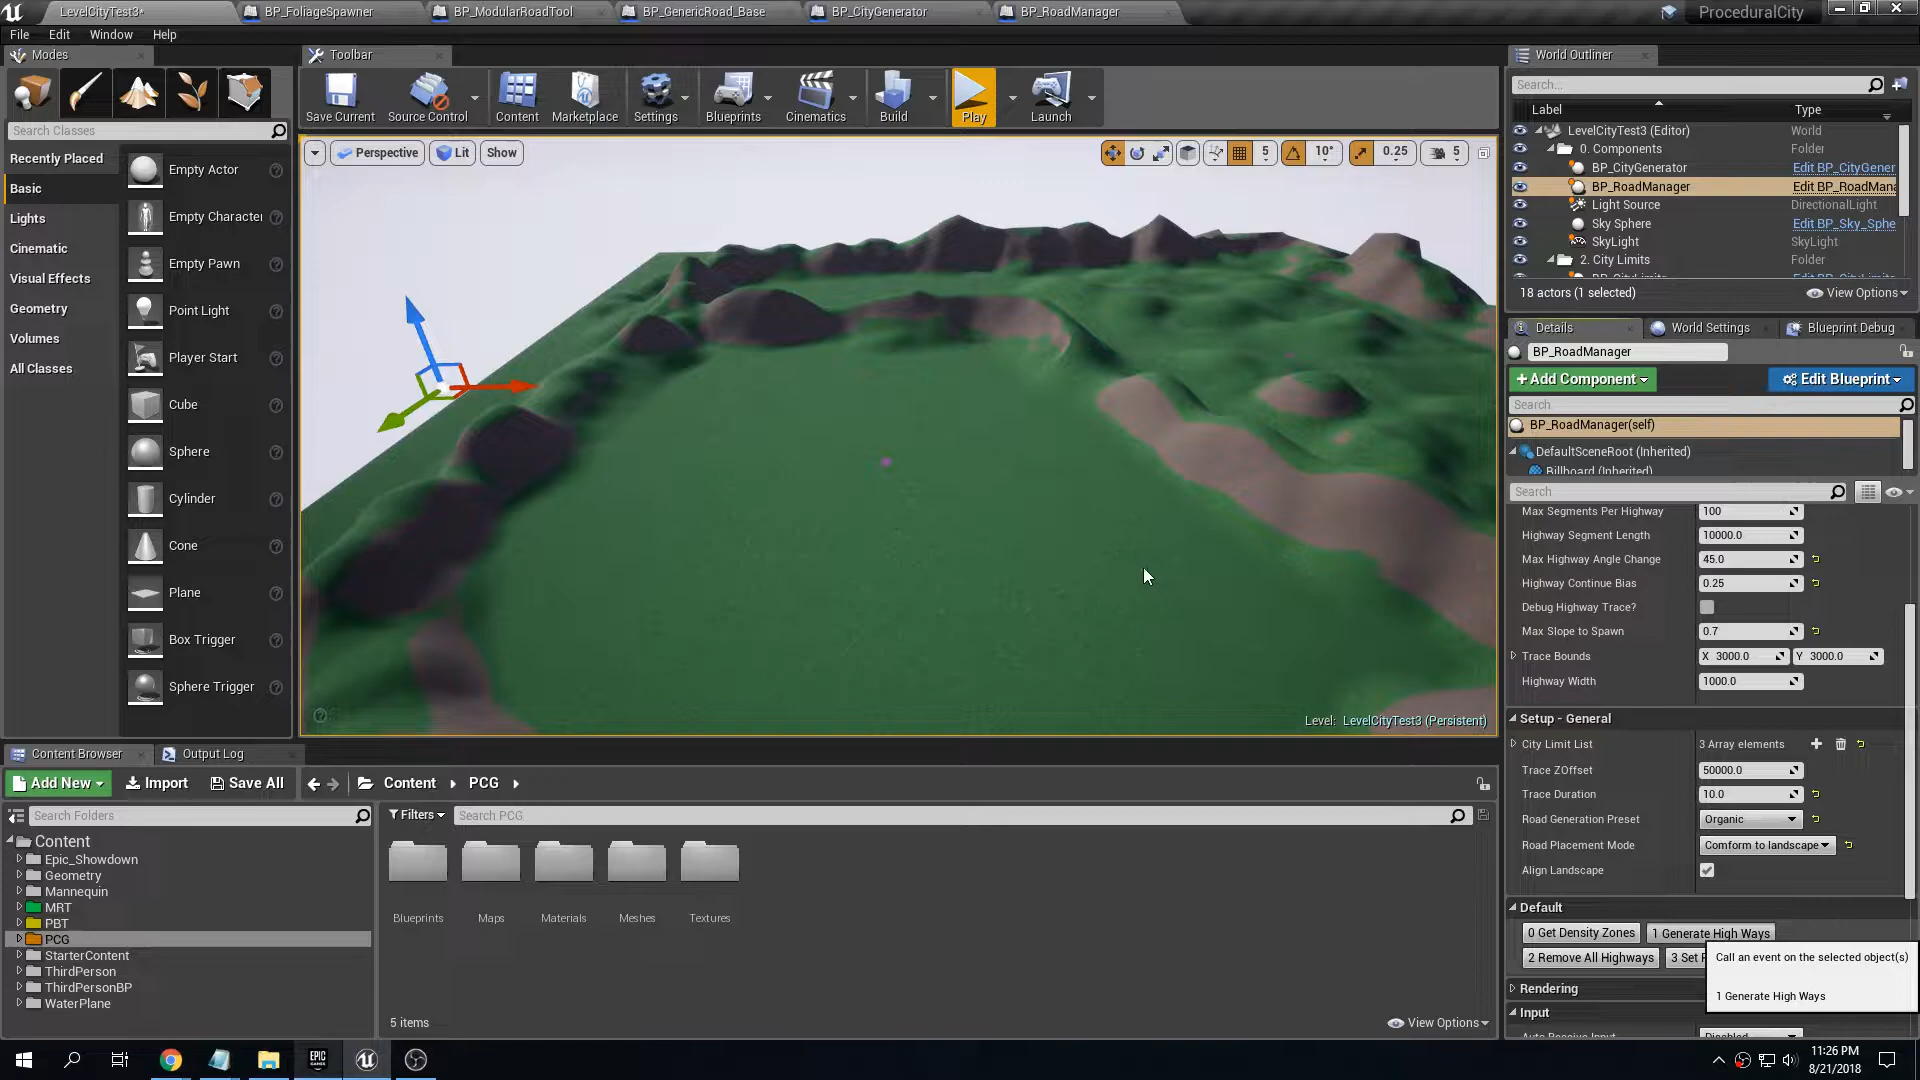 LevelCityTest3*
BP_FoliageSpawner
BP_ModularRoadTool
BP_GenericRoad_Base
BP_CityGenerator
BP_RoadManager
ProceduralCity
File Edit Window Help
Modes
Toolbar
World Outliner
Save Current
Source Control
Content
Marketplace
Settings
Blueprints
Cinematics
Build
Play
Launch
Search...
Label Type
LevelCityTest3 (Editor) World
0. Components Folder
BP_CityGenerator Edit BP_CityGener
BP_RoadManager Edit BP_RoadMana
Light Source DirectionalLight
Sky Sphere Edit BP_Sky_Sphe
SkyLight SkyLight
2. City Limits Folder
18 actors (1 selected)
View Options
Search Classes
Recently Placed
Basic
Lights
Cinematic
Visual Effects
Geometry
Volumes
All Classes
Empty Actor
Empty Character
Empty Pawn
Point Light
Player Start
Cube
Sphere
Cylinder
Cone
Plane
Box Trigger
Sphere Trigger
Perspective
Lit
Show
5
10°
0.25
5
Level: LevelCityTest3 (Persistent)
Details
World Settings
Blueprint Debug
BP_RoadManager
+Add Component
Edit Blueprint
Search
BP_RoadManager(self)
DefaultSceneRoot (Inherited)
Billboard (Inherited)
Search
Max Segments Per Highway 100
Highway Segment Length 10000.0
Max Highway Angle Change 45.0
Highway Continue Bias 0.25
Debug Highway Trace?
Max Slope to Spawn 0.7
Trace Bounds X 3000.0 Y 3000.0
Highway Width 1000.0
Setup - General
City Limit List 3 Array elements
Trace ZOffset 50000.0
Trace Duration 10.0
Road Generation Preset Organic
Road Placement Mode Comform to landscape
Align Landscape
Default
0 Get Density Zones 1 Generate High Ways
2 Remove All Highways 3 Set
Call an event on the selected object(s)
1 Generate High Ways
Rendering
Input
Content Browser
Output Log
Add New
Import
Save All
Content
PCG
Search Folders
Filters
Search PCG
Content
Epic_Showdown
Geometry
Mannequin
MRT
PBT
PCG
StarterContent
ThirdPerson
ThirdPersonBP
WaterPlane
Blueprints
Maps
Materials
Meshes
Textures
5 items
View Options
EPIC
GAMES
11:26 PM
8/21/2018